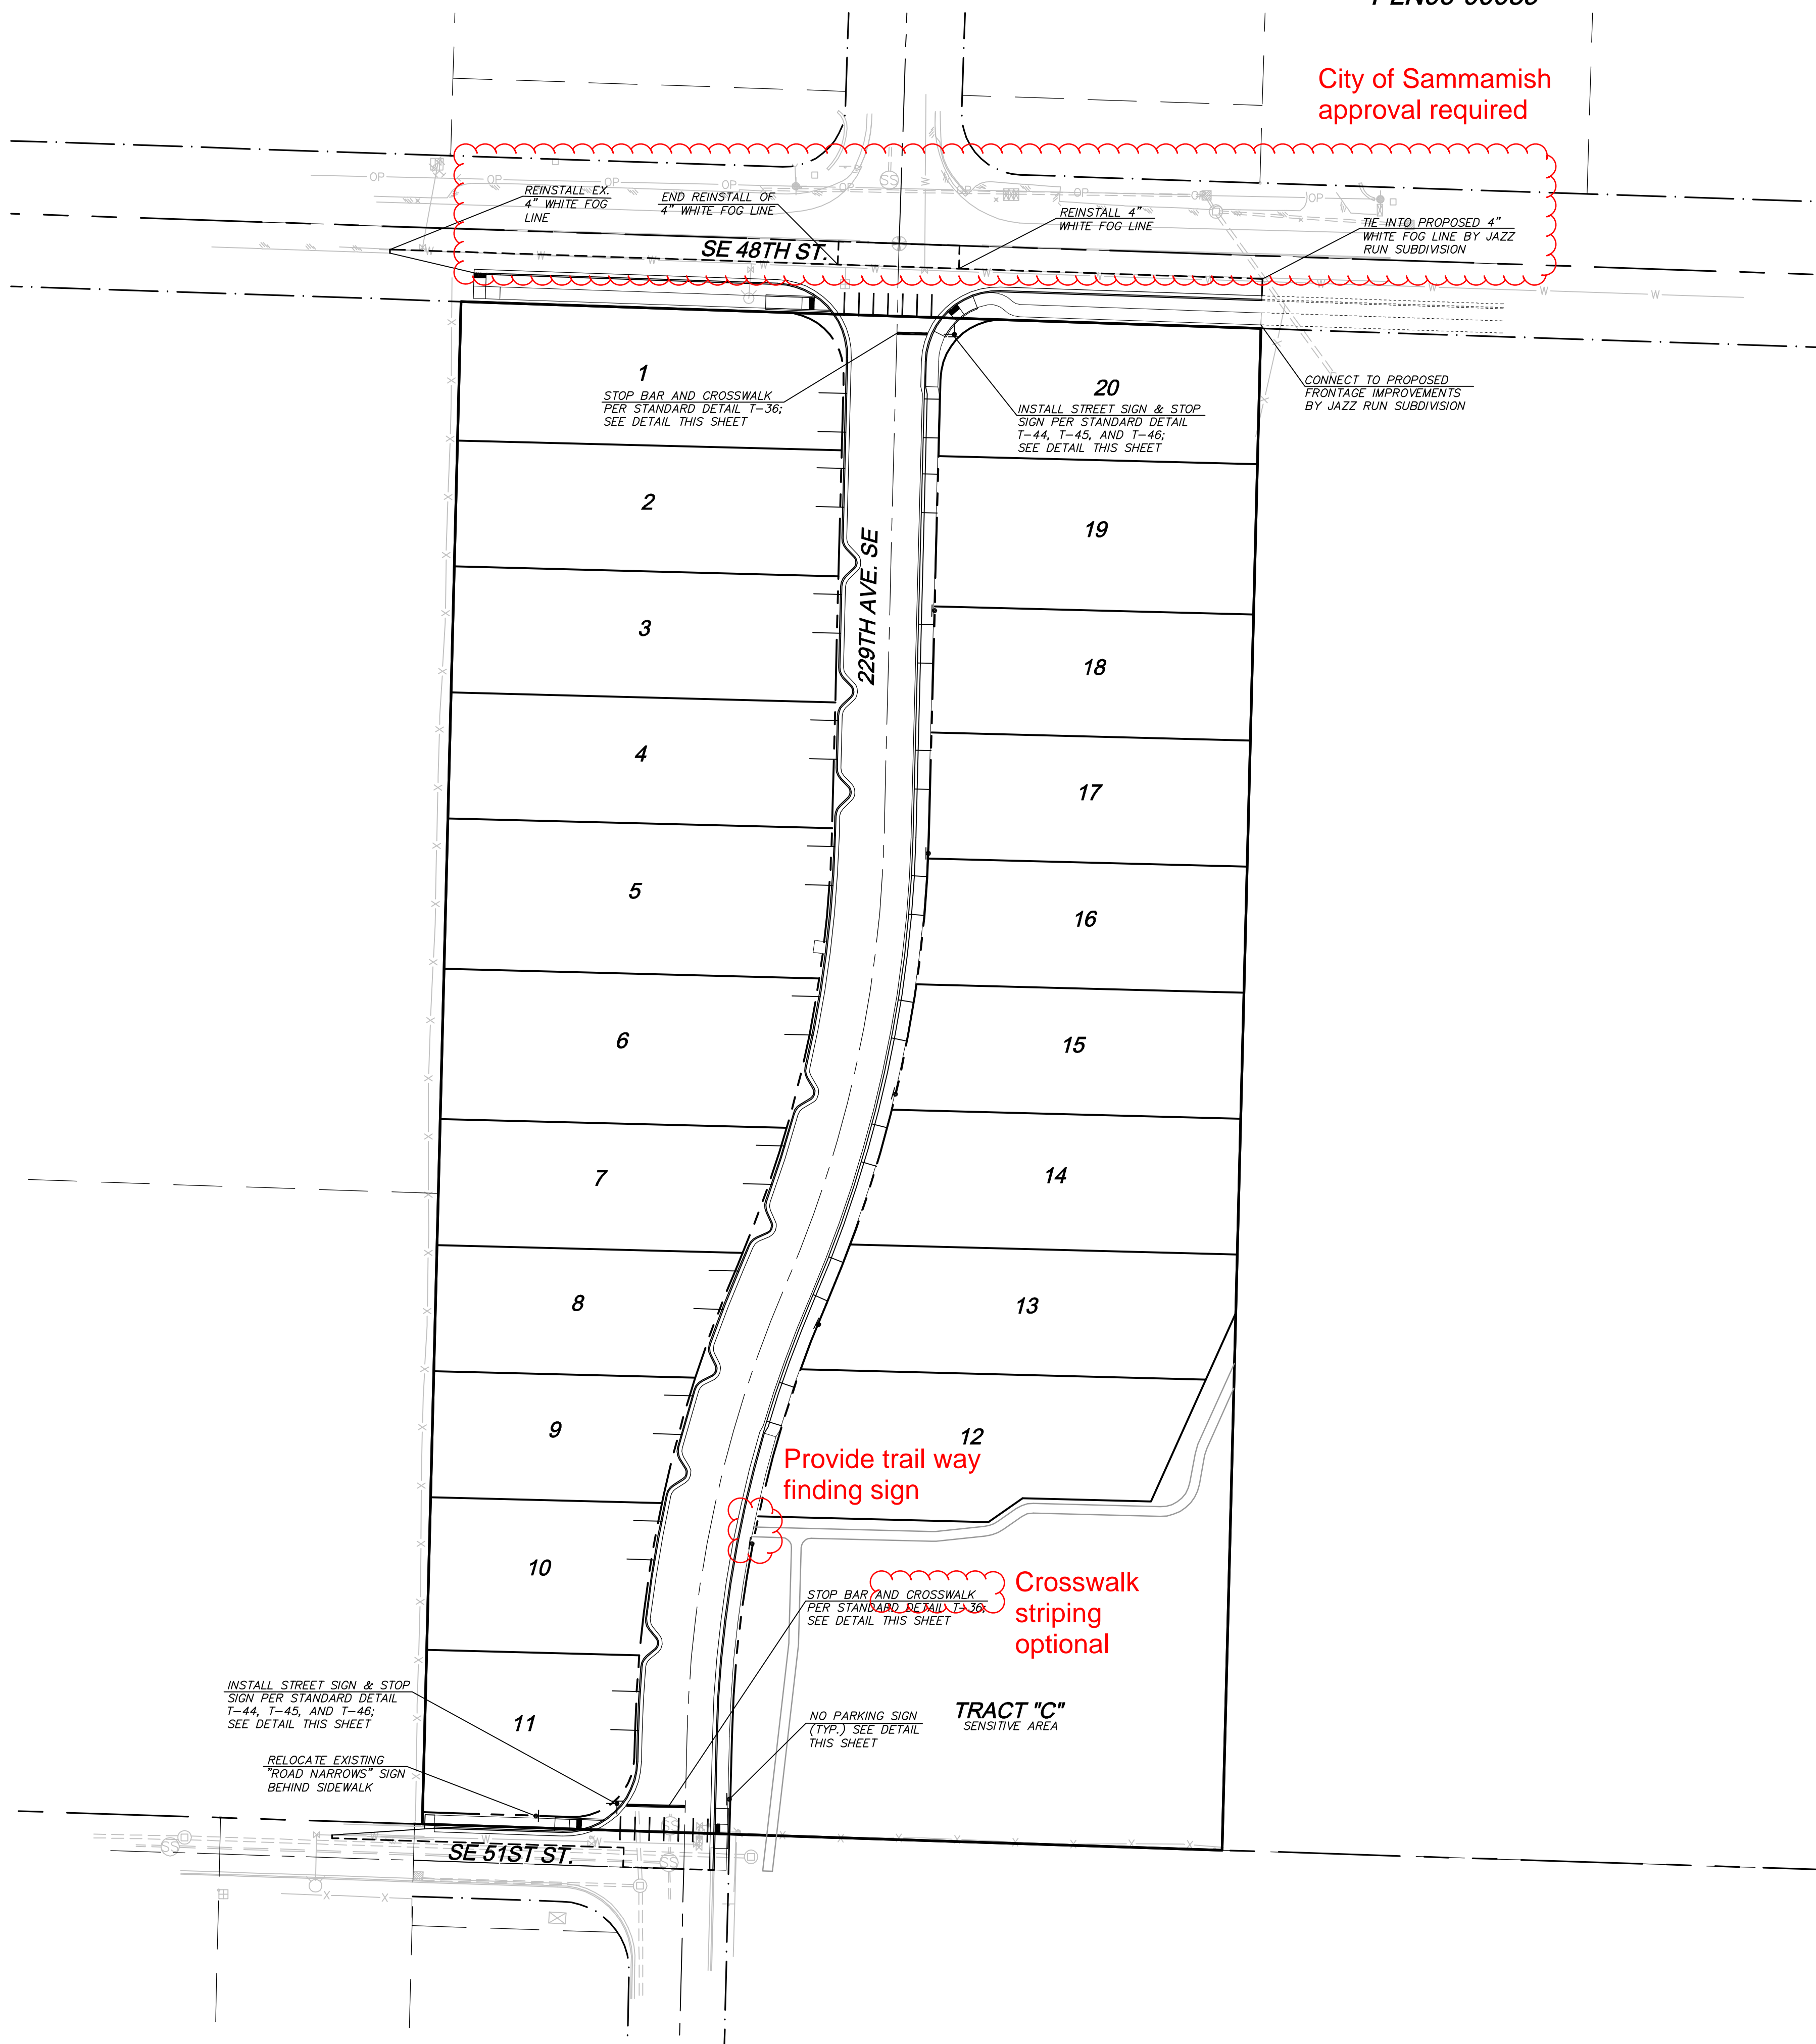 City of Sammamish
approval required
REINSTALL EX.
4" WHITE FOG
LINE
END REINSTALL OF
4" WHITE FOG LINE
REINSTALL 4"
WHITE FOG LINE
TIE INTO PROPOSED 4"
WHITE FOG LINE BY JAZZ
RUN SUBDIVISION
SE 48TH ST.
1
STOP BAR AND CROSSWALK
PER STANDARD DETAIL T-36;
SEE DETAIL THIS SHEET
20
INSTALL STREET SIGN & STOP
SIGN PER STANDARD DETAIL
T-44, T-45, AND T-46;
SEE DETAIL THIS SHEET
CONNECT TO PROPOSED
FRONTAGE IMPROVEMENTS
BY JAZZ RUN SUBDIVISION
2
19
229TH AVE. SE
3
18
4
17
5
16
6
15
7
14
8
13
9
12
Provide trail way
finding sign
10
STOP BAR AND CROSSWALK
PER STANDARD DETAIL T-36;
SEE DETAIL THIS SHEET
Crosswalk
striping
optional
INSTALL STREET SIGN & STOP
SIGN PER STANDARD DETAIL
T-44, T-45, AND T-46;
SEE DETAIL THIS SHEET
11
NO PARKING SIGN
(TYP.) SEE DETAIL
THIS SHEET
TRACT "C"
SENSITIVE AREA
RELOCATE EXISTING
"ROAD NARROWS" SIGN
BEHIND SIDEWALK
SE 51ST ST.